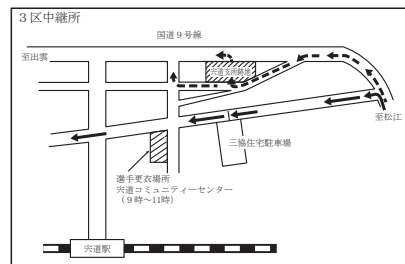 3区中継所
国道9号線
至出雲
宍道支所跡地
至松江
三協住宅駐車場
選手更衣場所
宍道コミュニティーセンター
(9時〜11時)
宍道駅